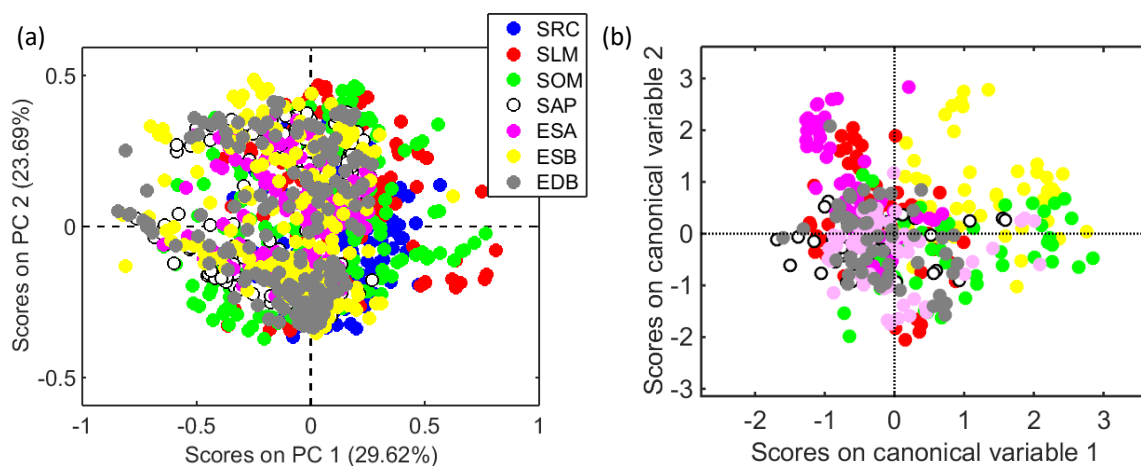 (a)
SRC
SLM
SOM
SAP
ESA
ESB
EDB
Scores on PC 2 (23.69%)
0.5
0
-0.5
-1
-0.5
0
0.5
1
Scores on PC 1 (29.62%)
(b)
Scores on canonical variable 2
3
2
1
0
-1
-2
-3
-2
-1
0
1
2
3
Scores on canonical variable 1